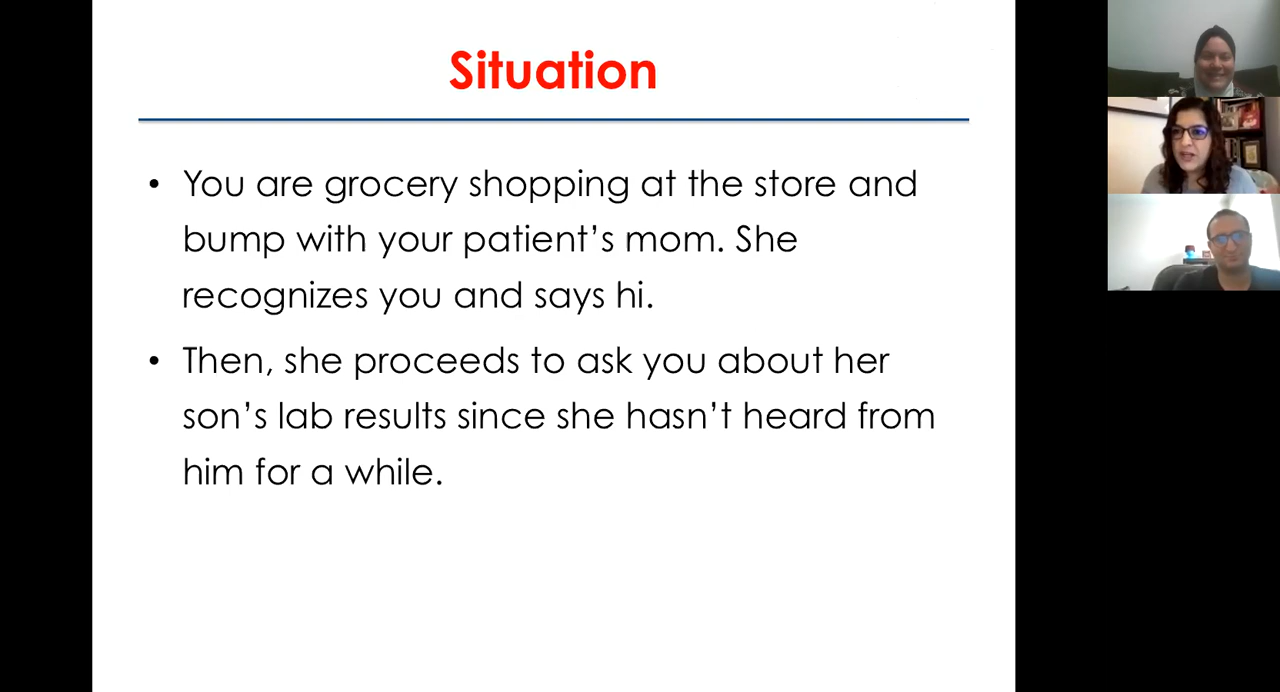 Situation
• You are grocery shopping at the store and
bump with your patient’s mom. She
recognizes you and says hi.
• Then, she proceeds to ask you about her
son’s lab results since she hasn’t heard from
him for a while.